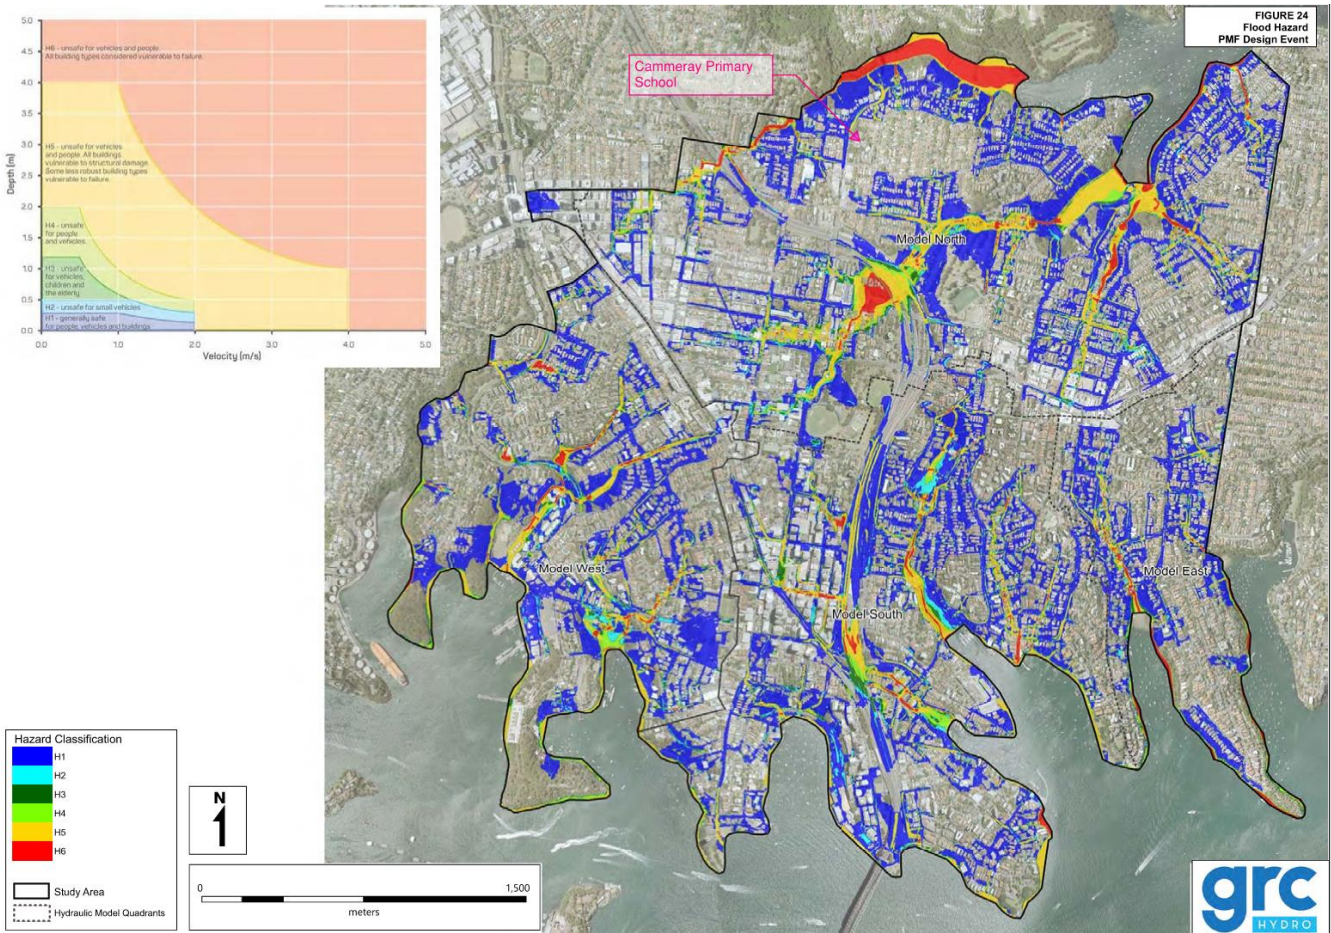 FIGURE 24
Flood Hazard
PMF Design Event
Cammeray Primary
School
Model North
Model West
Model South
Model East
5.0
4.5
4.0
3.5
3.0
2.5
2.0
1.5
1.0
0.5
0.0
Depth (m)
H6 - unsafe for vehicles and people.
All building types considered vulnerable to failure.
H5 - unsafe for vehicles
and people. All buildings
vulnerable to structural damage.
Some less robust building types
vulnerable to failure.
H4 - unsafe
for people
and vehicles.
H3 - unsafe
for vehicles,
children and
the elderly.
H2 - unsafe for small vehicles
H1 - generally safe
for people, vehicles and buildings
0.0 1.0 2.0 3.0 4.0 5.0
Velocity (m/s)
Hazard Classification
H1
H2
H3
H4
H5
H6
Study Area
Hydraulic Model Quadrants
N
0 1,500
meters
grc
HYDRO